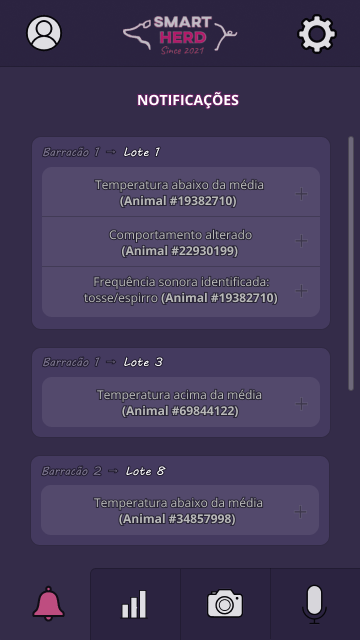 SMART
HERD
Since 2021
NOTIFICAÇÕES
Barracão 1 → Lote 1
Temperatura abaixo da média
(Animal #19382710)
Comportamento alterado
(Animal #22930199)
Frequência sonora identificada:
tosse/espirro (Animal #19382710)
Barracão 1 → Lote 3
Temperatura acima da média
(Animal #69844122)
Barracão 2 → Lote 8
Temperatura abaixo da média
(Animal #34857998)